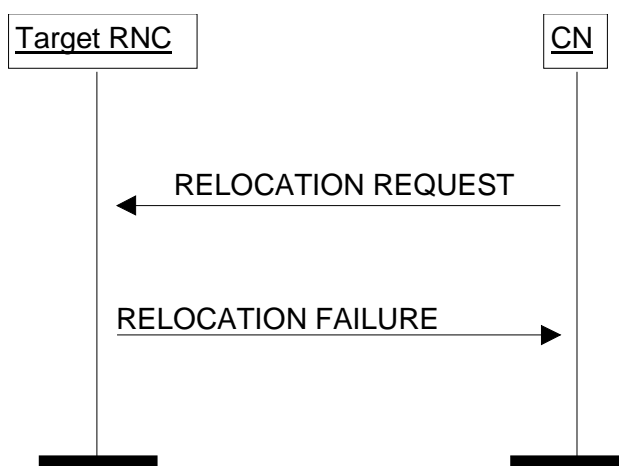 Target RNC
CN
RELOCATION REQUEST
RELOCATION FAILURE